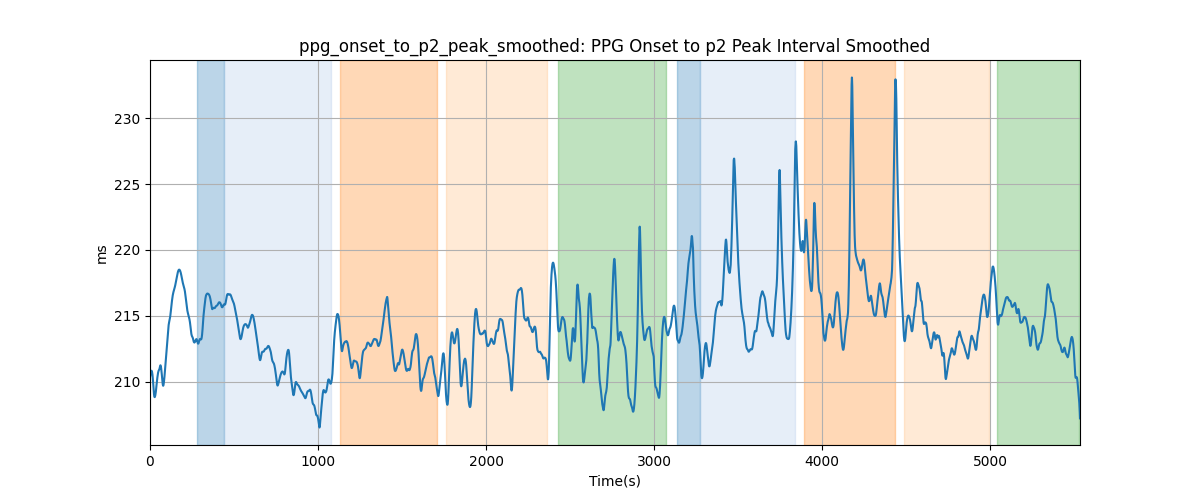 ppg_onset_to_p2_peak_smoothed: PPG Onset to p2 Peak Interval Smoothed
230
225
220
215
210
ms
0 1000 2000 3000 4000 5000
Time(s)